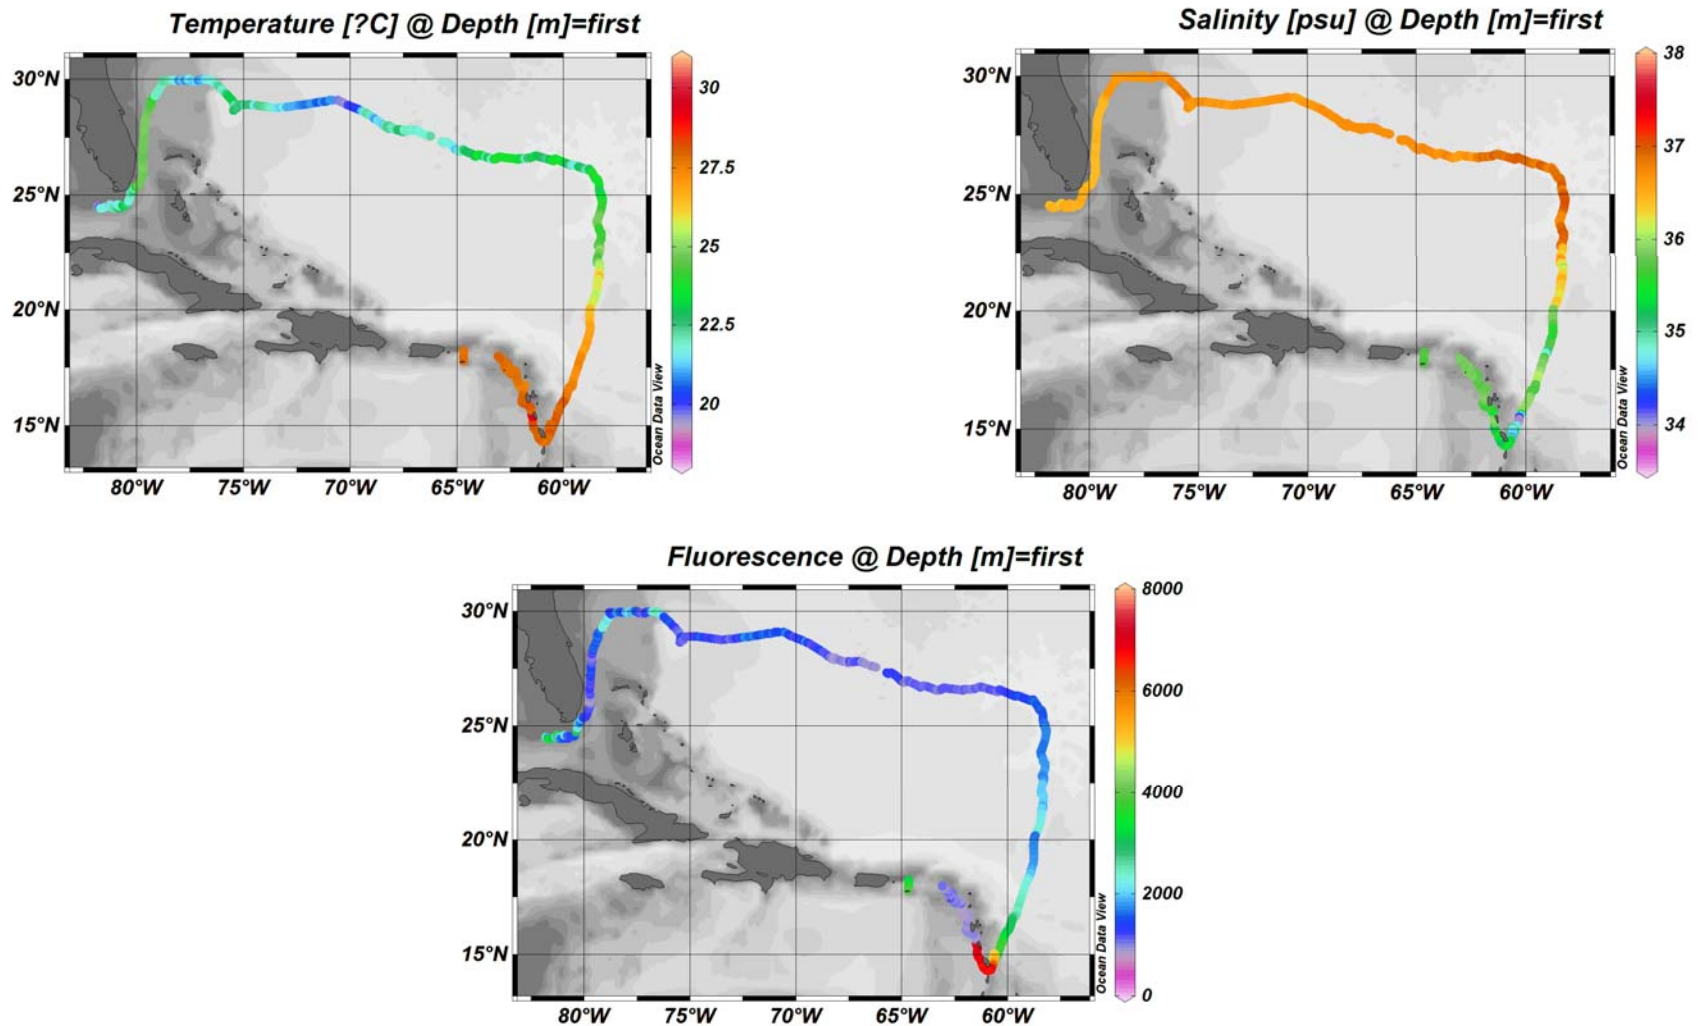 Temperature [?C] @ Depth [m]=first
30°N
25°N
20°N
15°N
80°W 75°W 70°W 65°W 60°W
Ocean Data View
30
27.5
25
22.5
20
Salinity [psu] @ Depth [m]=first
30°N
25°N
20°N
15°N
80°W 75°W 70°W 65°W 60°W
Ocean Data View
38
37
36
35
34
Fluorescence @ Depth [m]=first
30°N
25°N
20°N
15°N
80°W 75°W 70°W 65°W 60°W
Ocean Data View
8000
6000
4000
2000
0